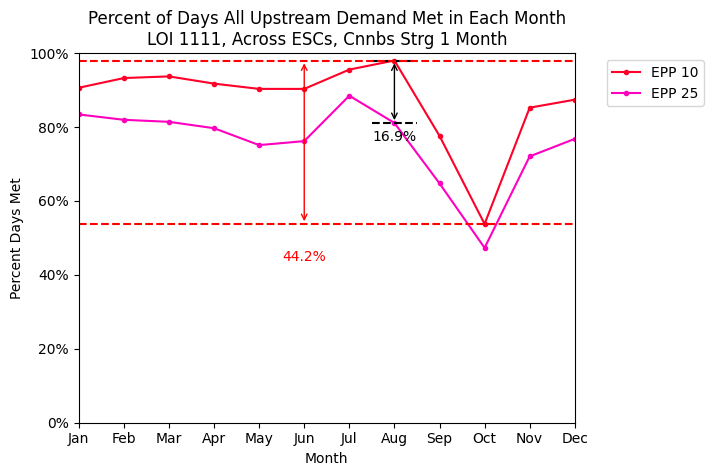 Percent of Days All Upstream Demand Met in Each Month
LOI 1111, Across ESCs, Cnnbs Strg 1 Month
100%
80%
60%
40%
20%
0%
Percent Days Met
16.9%
44.2%
EPP 10
EPP 25
Jan Feb Mar Apr May Jun Jul Aug Sep Oct Nov Dec
Month